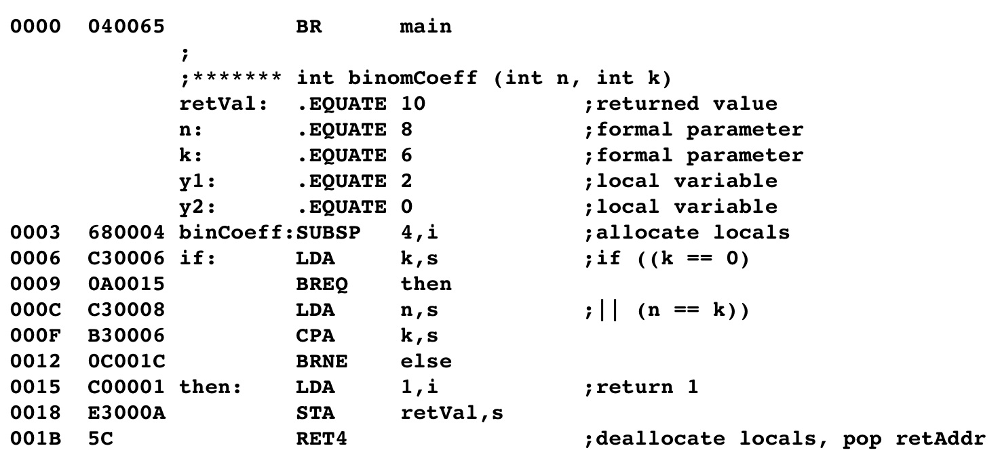 0000  040065          BR      main
              ;
              ;******* int binomCoeff (int n, int k)
              retVal:  .EQUATE 10            ;returned value
              n:       .EQUATE 8             ;formal parameter
              k:       .EQUATE 6             ;formal parameter
              y1:      .EQUATE 2             ;local variable
              y2:      .EQUATE 0             ;local variable
0003  680004 binCoeff:SUBSP   4,i            ;allocate locals
0006  C30006 if:      LDA     k,s            ;if ((k == 0)
0009  0A0015          BREQ    then
000C  C30008          LDA     n,s            ;|| (n == k))
000F  B30006          CPA     k,s
0012  0C001C          BRNE    else
0015  C00001 then:    LDA     1,i            ;return 1
0018  E3000A          STA     retVal,s
001B  5C              RET4                   ;deallocate locals, pop retAddr